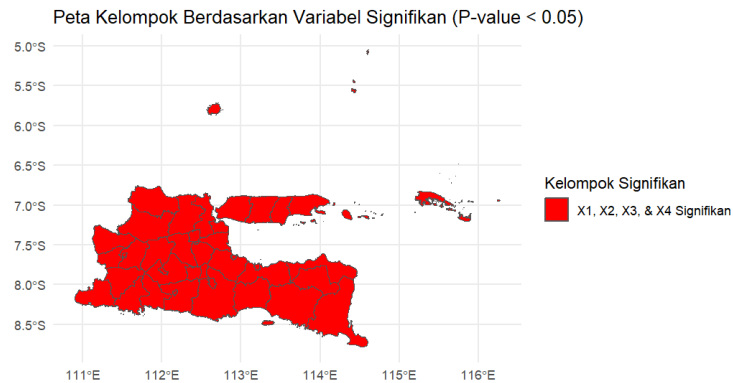 Peta Kelompok Berdasarkan Variabel Signifikan (P-value < 0.05)
5.0°S
5.5°S
6.0°S
6.5°S
7.0°S
7.5°S
8.0°S
8.5°S
111°E 112°E 113°E 114°E 115°E 116°E
Kelompok Signifikan
X1, X2, X3, & X4 Signifikan